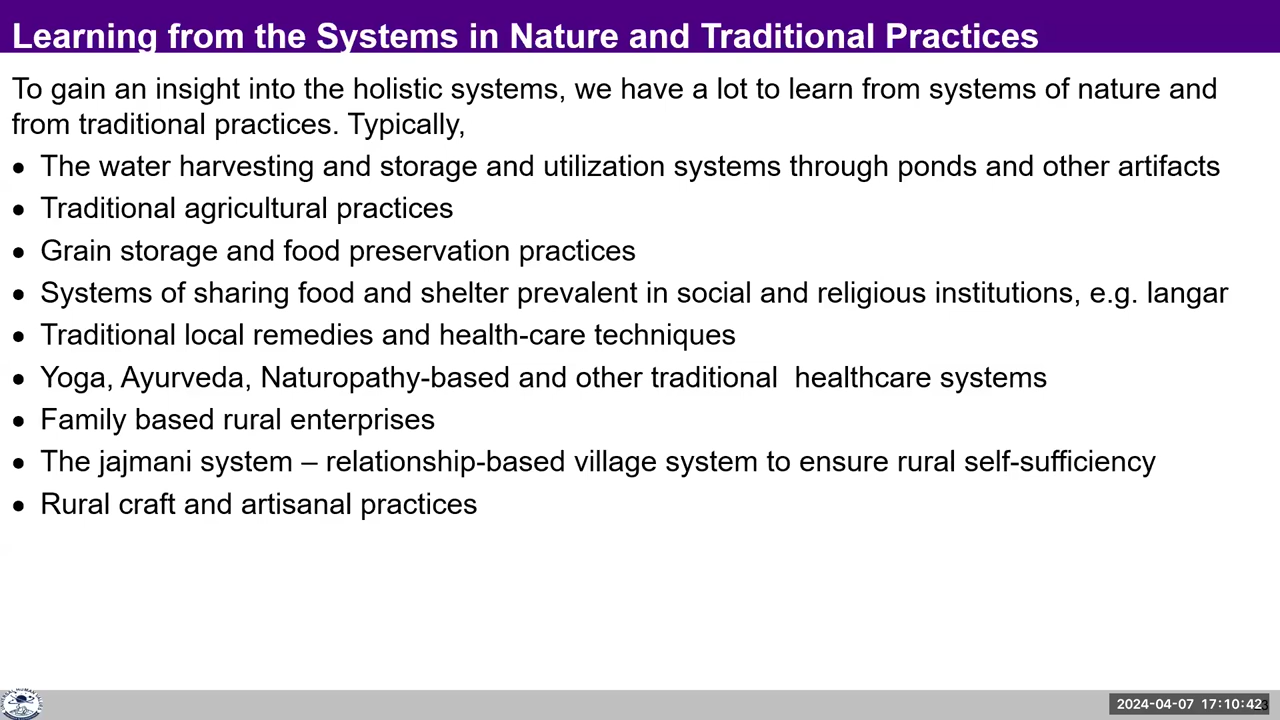 Learning from the Systems in Nature and Traditional Practices
To gain an insight into the holistic systems, we have a lot to learn from systems of nature and
from traditional practices. Typically,
• The water harvesting and storage and utilization systems through ponds and other artifacts
• Traditional agricultural practices
• Grain storage and food preservation practices
• Systems of sharing food and shelter prevalent in social and religious institutions, e.g. langar
• Traditional local remedies and health-care techniques
• Yoga, Ayurveda, Naturopathy-based and other traditional  healthcare systems
• Family based rural enterprises
• The jajmani system – relationship-based village system to ensure rural self-sufficiency
• Rural craft and artisanal practices
2024-04-07 17:10:42